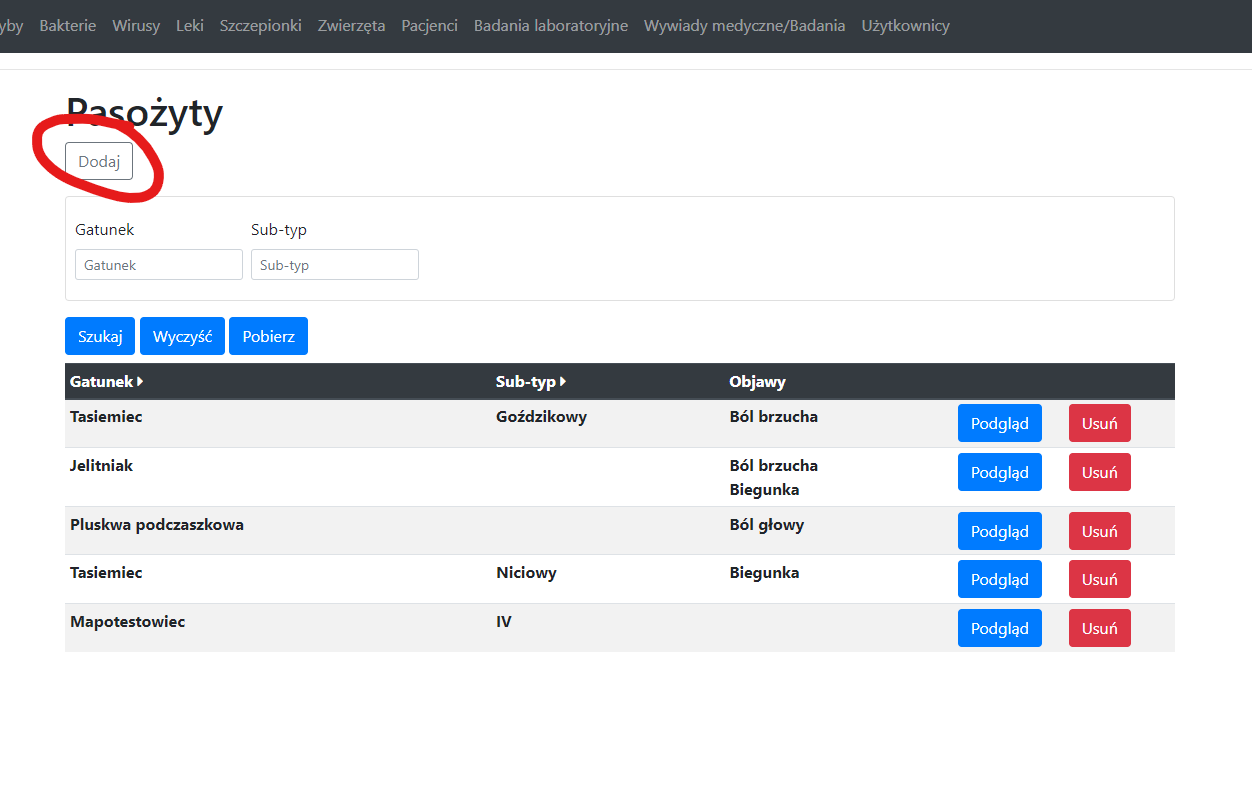 Bakterie Wirusy Leki Szczepionki Zwierzęta Pacjenci Badania laboratoryjne Wywiady medyczne/Badania Użytkownicy
Pasożyty
Dodaj
Gatunek Sub-typ
Gatunek Sub-typ
Szukaj Wyczyść Pobierz
Gatunek Sub-typ Objawy
Tasiemiec Goździkowy Ból brzucha Podgląd Usuń
Jelitniak Ból brzucha Podgląd Usuń
Biegunka
Pluskwa podczaszkowa Ból głowy Podgląd Usuń
Tasiemiec Niciowy Biegunka Podgląd Usuń
Mapotestowiec IV Podgląd Usuń